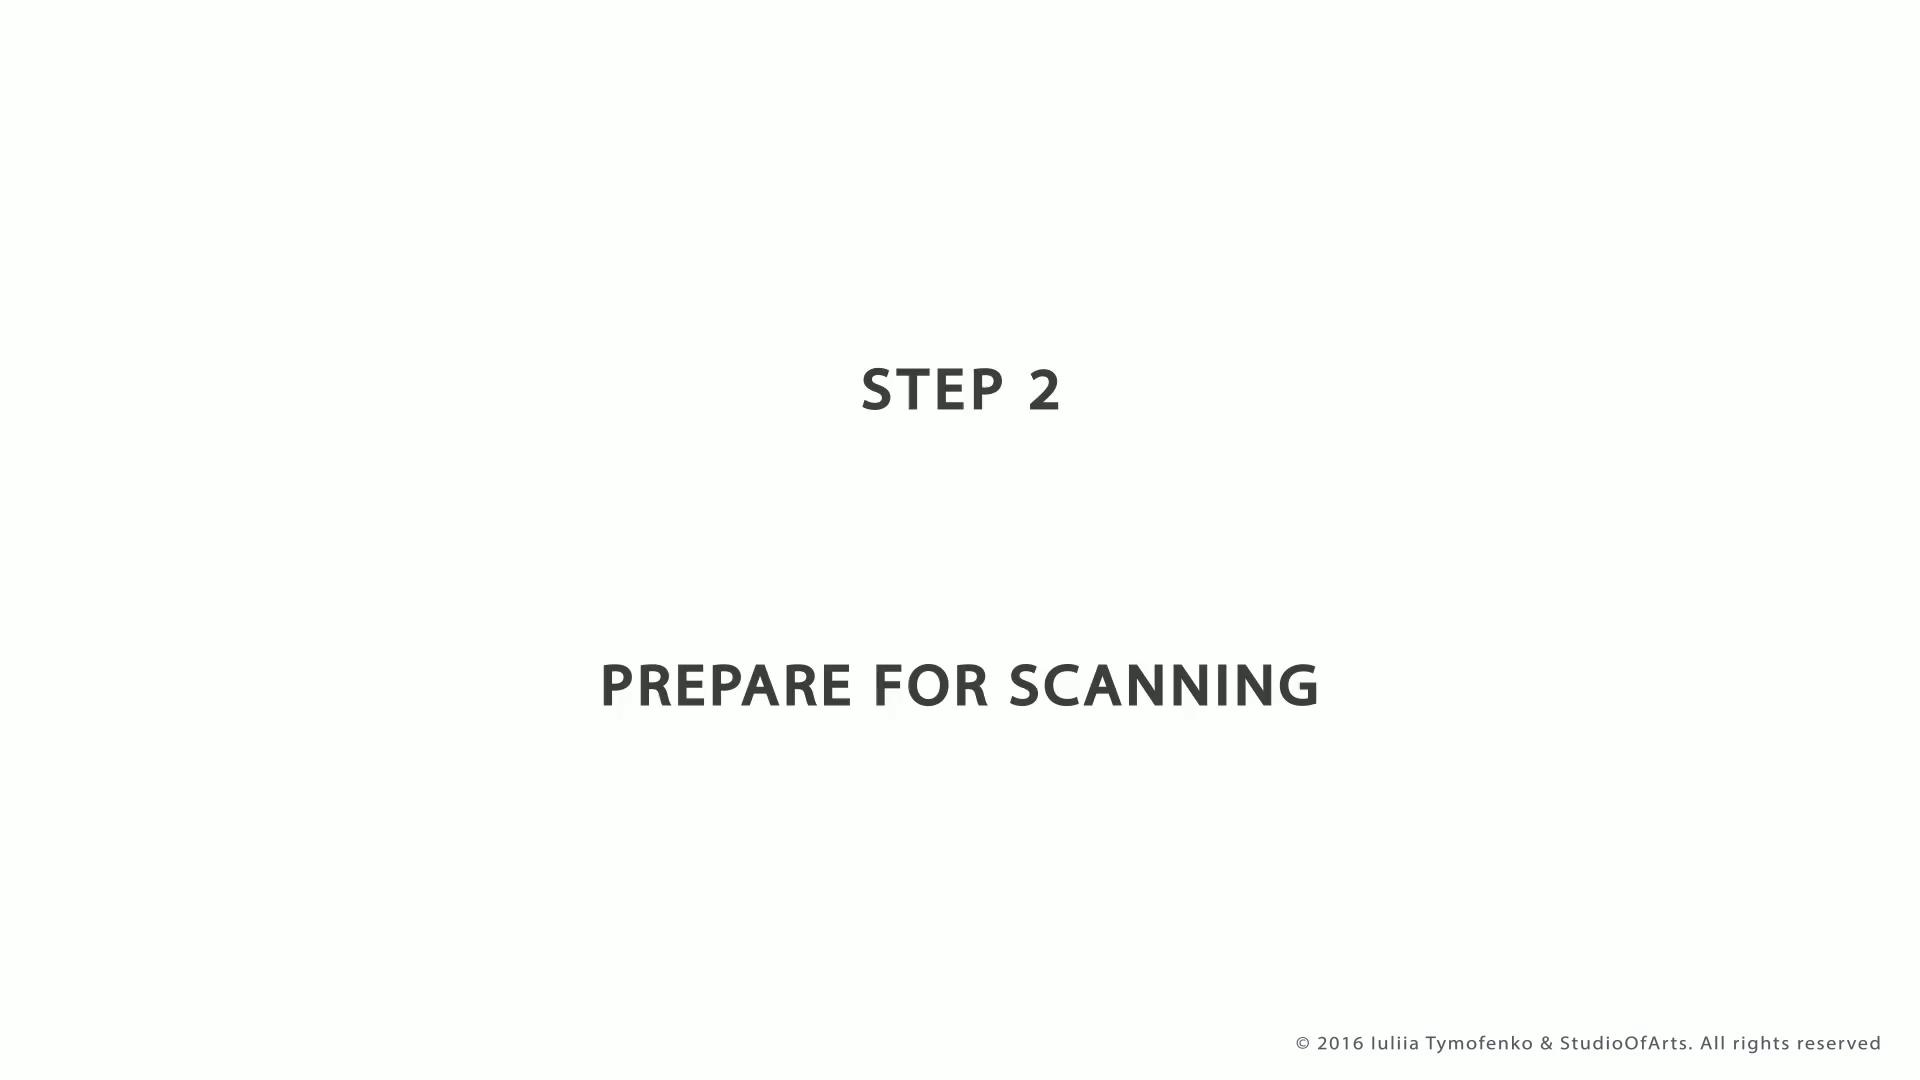 STEP 2
PREPARE FOR SCANNING
© 2016 Iuliia Tymofenko & StudioOfArts. All rights reserved